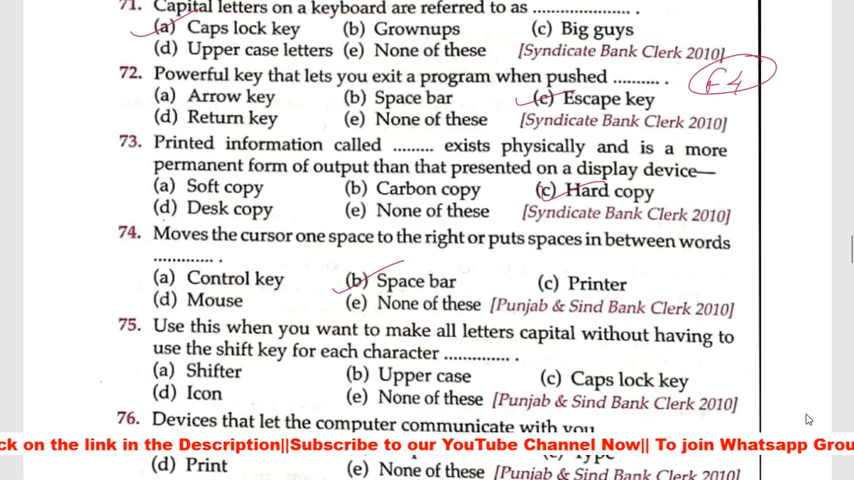 71. Capital letters on a keyboard are referred to as ..................... .
(a) Caps lock key (b) Grownups (c) Big guys
(d) Upper case letters (e) None of these [Syndicate Bank Clerk 2010]
72. Powerful key that lets you exit a program when pushed .......... . F4
(a) Arrow key (b) Space bar (c) Escape key
(d) Return key (e) None of these [Syndicate Bank Clerk 2010]
73. Printed information called ......... exists physically and is a more
permanent form of output than that presented on a display device—
(a) Soft copy (b) Carbon copy (c) Hard copy
(d) Desk copy (e) None of these [Syndicate Bank Clerk 2010]
74. Moves the cursor one space to the right or puts spaces in between words
............. .
(a) Control key (b) Space bar (c) Printer
(d) Mouse (e) None of these [Punjab & Sind Bank Clerk 2010]
75. Use this when you want to make all letters capital without having to
use the shift key for each character .............. .
(a) Shifter (b) Upper case (c) Caps lock key
(d) Icon (e) None of these [Punjab & Sind Bank Clerk 2010]
76. Devices that let the computer communicate with you
ck on the link in the Description||Subscribe to our YouTube Channel Now|| To join Whatsapp Grou
(d) Print (e) None of these [Punjab & Sind Bank Clerk 2010]